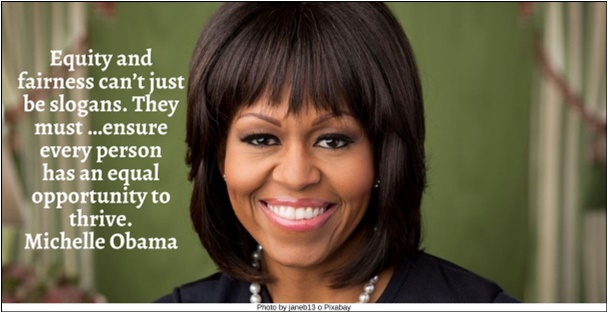 Equity and
fairness can’t just
be slogans. They
must ...ensure
every person
has an equal
opportunity to
thrive.
Michelle Obama
Photo by janeb13 o Pixabay